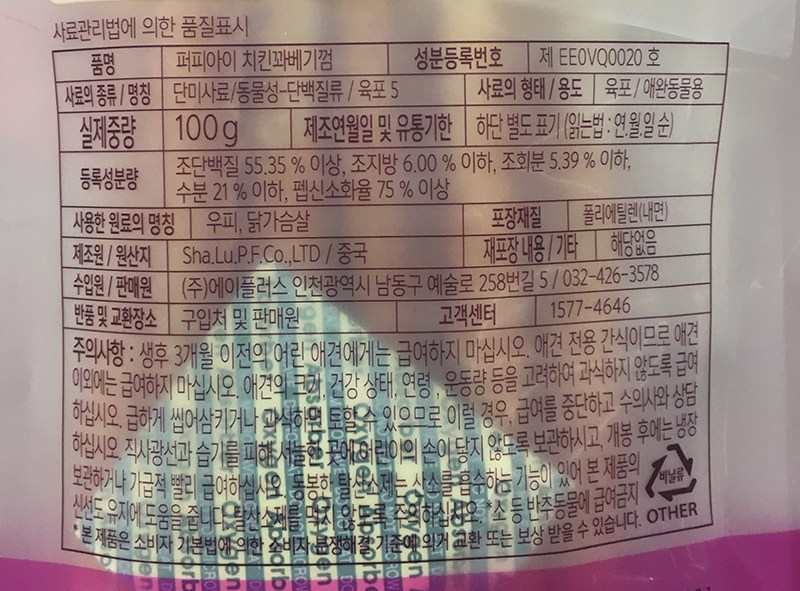 사료관리법에 의한 품질표시
품명 퍼피아이 치킨꽈배기껌 성분등록번호 제 EE0VQ0020 호
사료의 종류 / 명칭 단미사료/동물성-단백질류 / 육포 5 사료의 형태 / 용도 육포 / 애완동물용
실제중량 100g 제조연월일 및 유통기한 하단 별도 표기 (읽는법 : 연.월.일 순)
등록성분량 조단백질 55.35 % 이상, 조지방 6.00 % 이하, 조회분 5.39 % 이하,
수분 21 % 이하, 펩신소화율 75 % 이상
사용한 원료의 명칭 우피, 닭가슴살 포장재질 폴리에틸렌(내면)
제조원 / 원산지 Sha.Lu.P.F.Co.,LTD / 중국 재포장 내용 / 기타 해당없음
수입원 / 판매원 (주)에이플러스 인천광역시 남동구 예술로 258번길 5 / 032-426-3578
반품 및 교환장소 구입처 및 판매원 고객센터 1577-4646
주의사항 : 생후 3개월 이전의 어린 애견에게는 급여하지 마십시오. 애견 전용 간식이므로 애견
이외에는 급여하지 마십시오. 애견의 크기, 건강 상태, 연령, 운동량 등을 고려하여 과식하지 않도록 급여
하십시오. 급하게 씹어삼키거나 과식하면 토할 수 있으므로 이럴 경우, 급여를 중단하고 수의사와 상담
하십시오. 직사광선과 습기를 피해 서늘한 곳에 어린이의 손이 닿지 않도록 보관하시고, 개봉 후에는 냉장
보관하거나 가급적 빨리 급여하십시오. 동봉한 탈산소제는 산소를 흡수하는 기능이 있어 본 제품의
신선도 유지에 도움을 줍니다. 탈산소제를 먹지 않도록 주의하십시오. *소 등 반추동물에 급여금지
*본 제품은 소비자 기본법에 의한 소비자 분쟁해결 기준에 의거 교환 또는 보상 받을 수 있습니다.
비닐류
OTHER